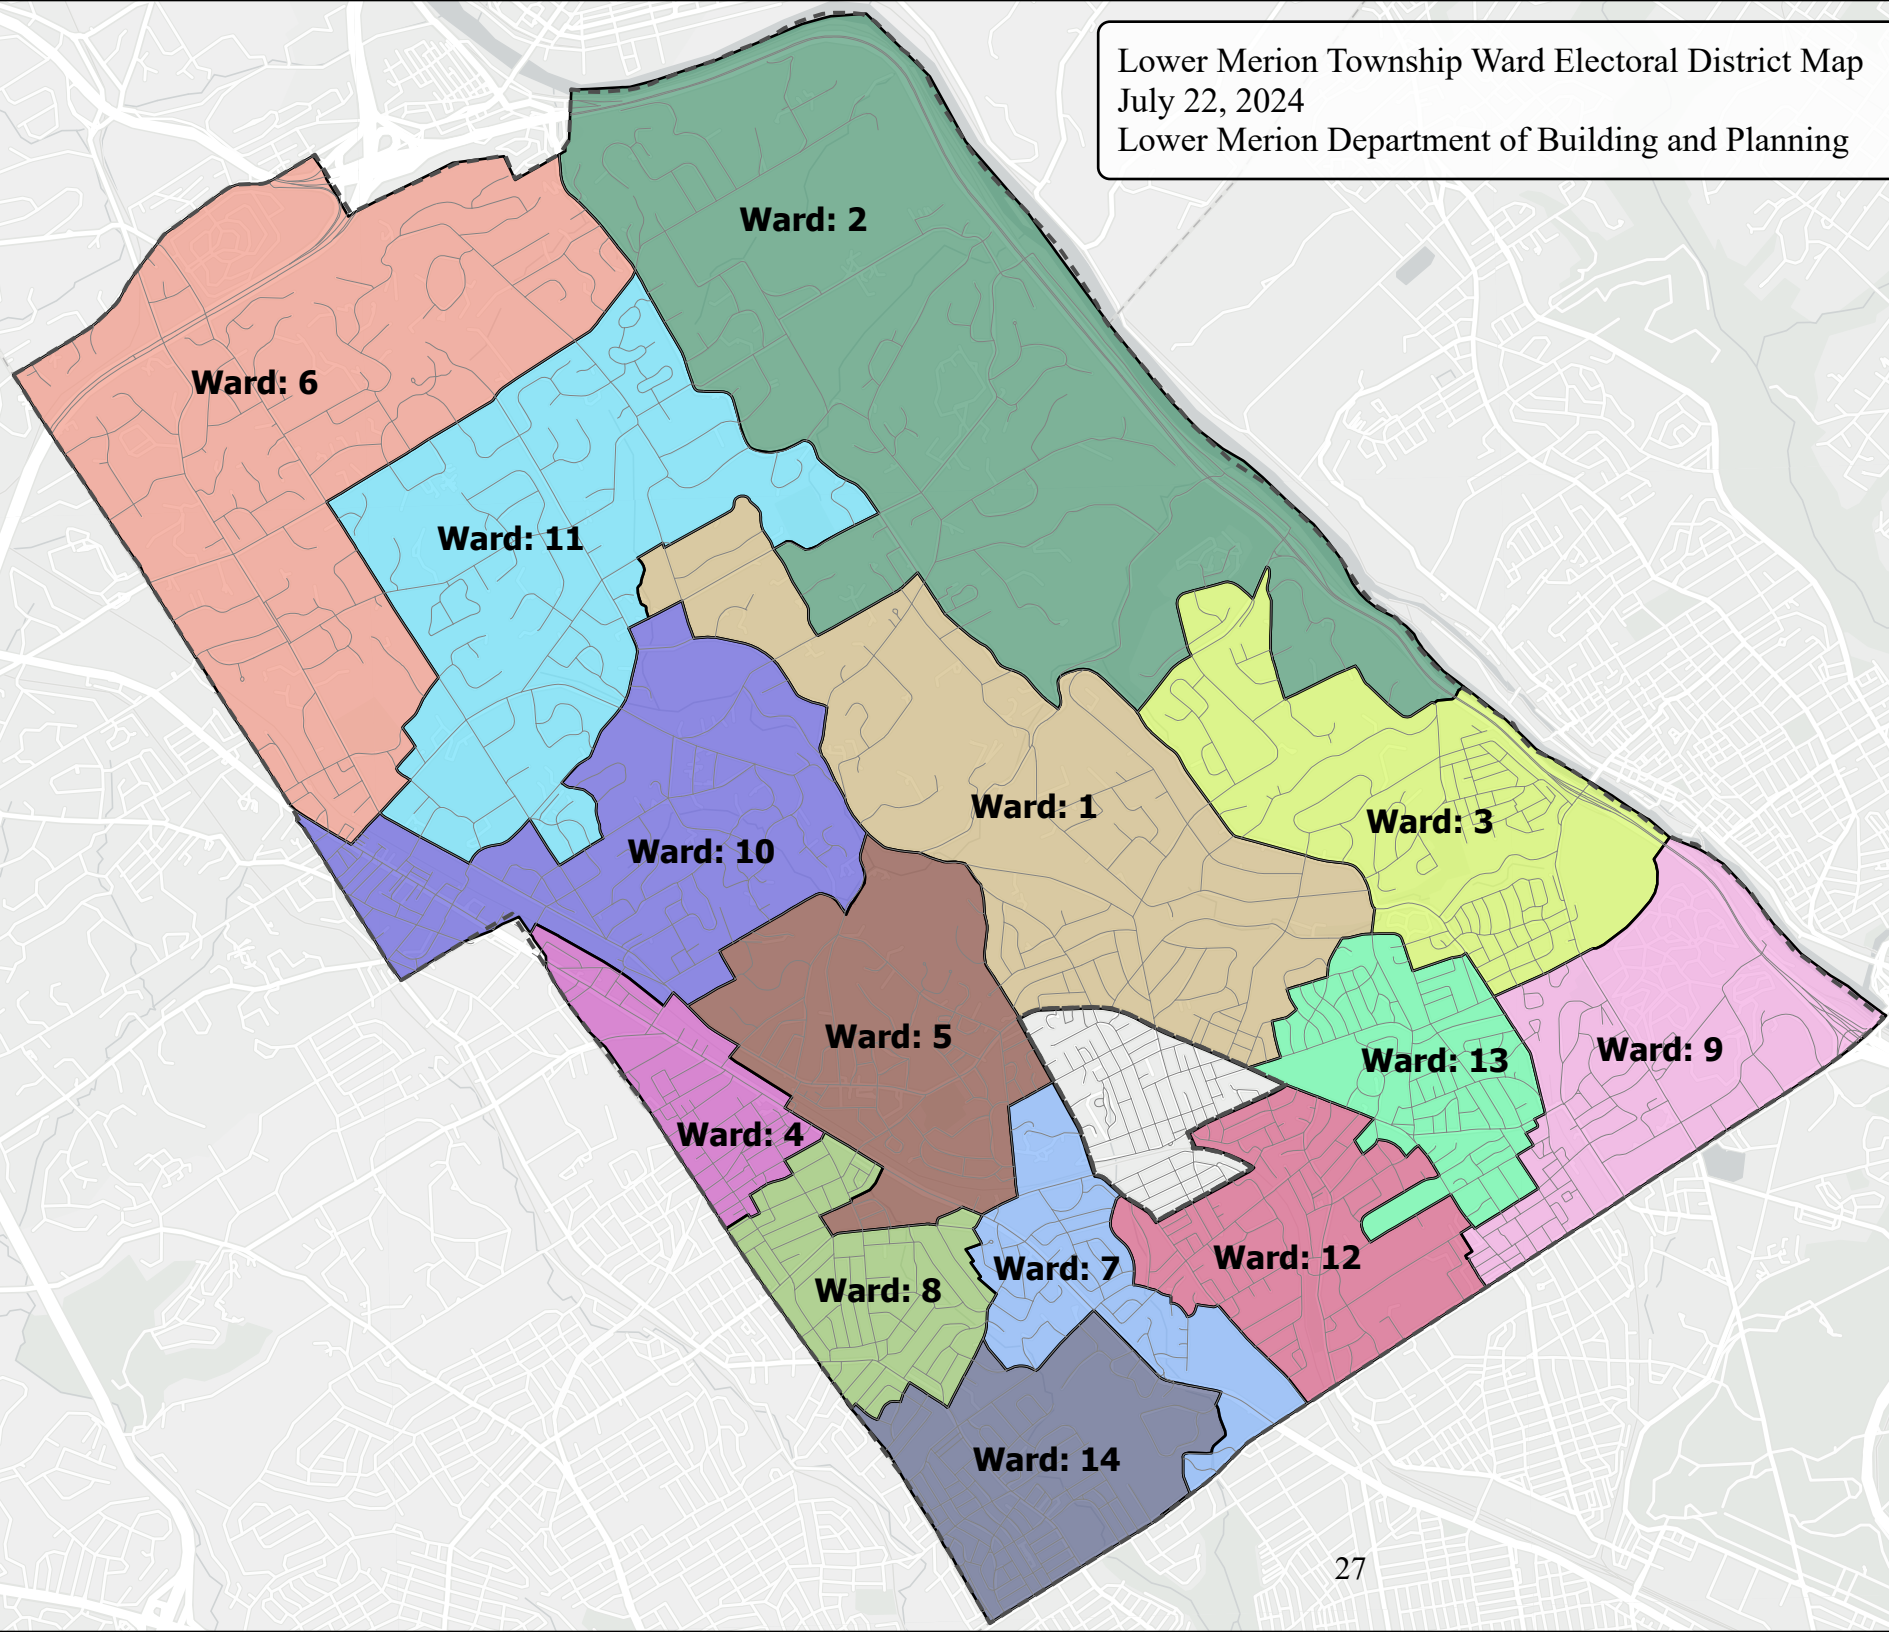 Lower Merion Township Ward Electoral District Map
July 22, 2024
Lower Merion Department of Building and Planning
Ward: 2
Ward: 6
Ward: 11
Ward: 1
Ward: 3
Ward: 10
Ward: 5
Ward: 9
Ward: 13
Ward: 4
Ward: 12
Ward: 7
Ward: 8
Ward: 14
27